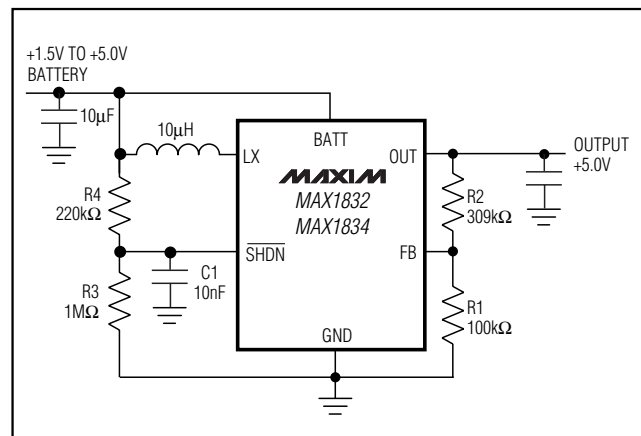 +1.5V TO +5.0V
BATTERY
10µF
10µH
LX
BATT
OUT
OUTPUT
+5.0V
MAXIM
MAX1832
MAX1834
R4
220kΩ
R2
309kΩ
SHDN
FB
C1
10nF
R3
1MΩ
R1
100kΩ
GND